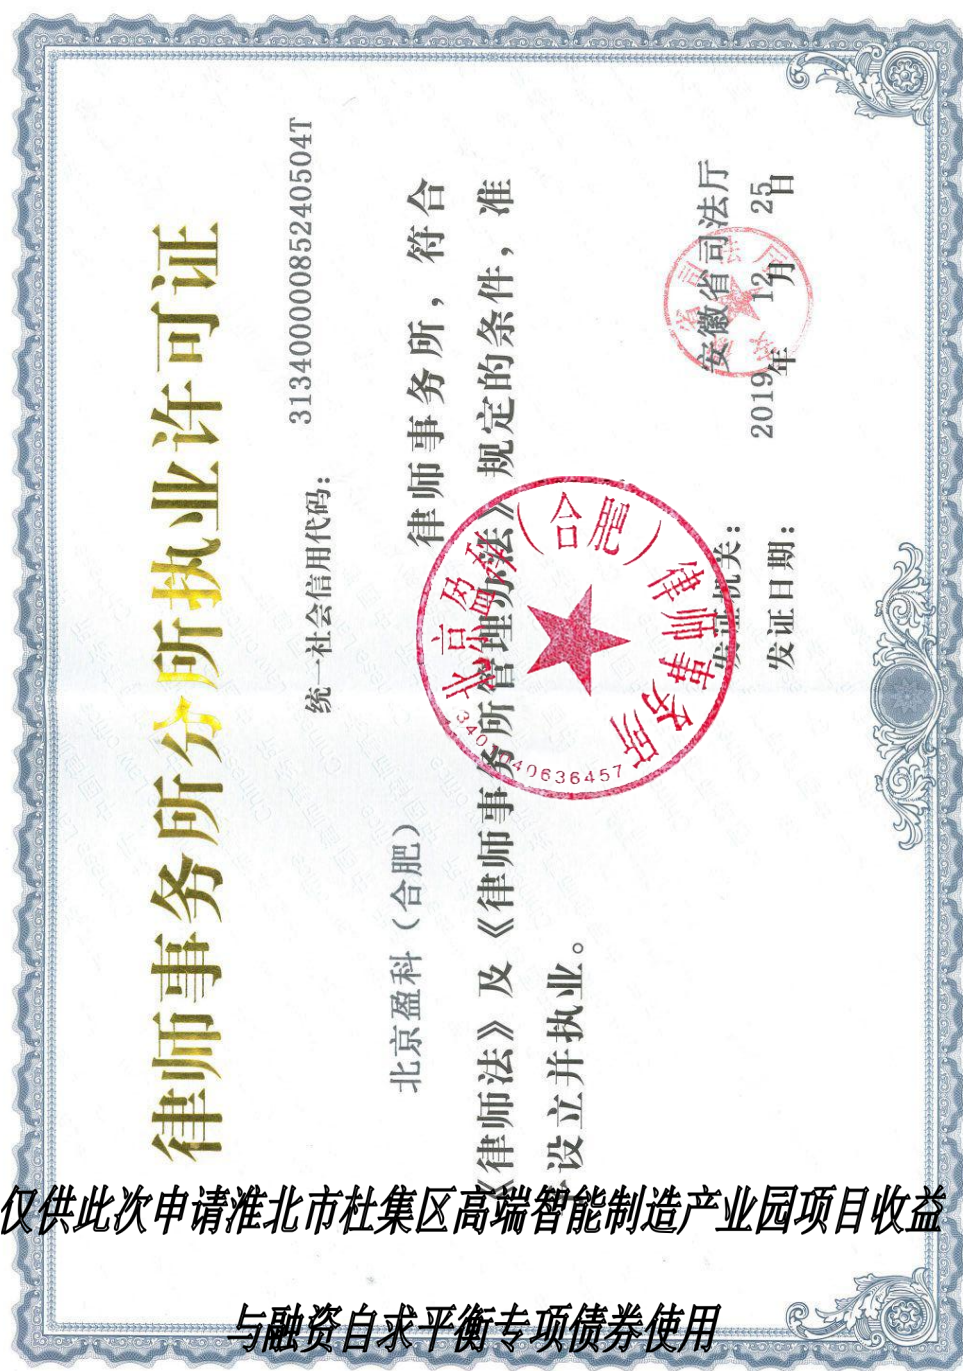 律师事务所分所执业许可证
统一社会信用代码：
31340000085240504T
北京盈科（合肥）
律师事务所，符合
《律师法》及《律师事务所管理办法》规定的条件，准
予设立并执业。
北京盈科（合肥）律师事务所
发证机关：
安徽省司法厅
发证日期：
2019年12月25日
仅供此次申请淮北市杜集区高端智能制造产业园项目收益
与融资自求平衡专项债券使用